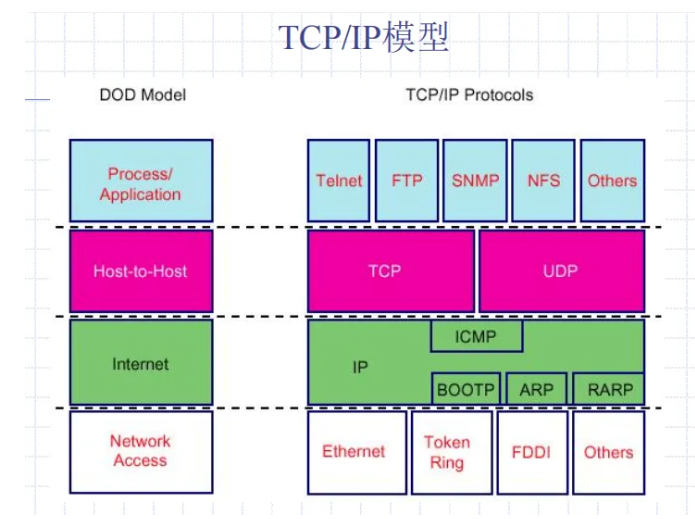 TCP/IP模型
DOD Model
TCP/IP Protocols
Process/
Application
Telnet
FTP
SNMP
NFS
Others
Host-to-Host
TCP
UDP
Internet
IP
ICMP
BOOTP
ARP
RARP
Network
Access
Ethernet
Token
Ring
FDDI
Others